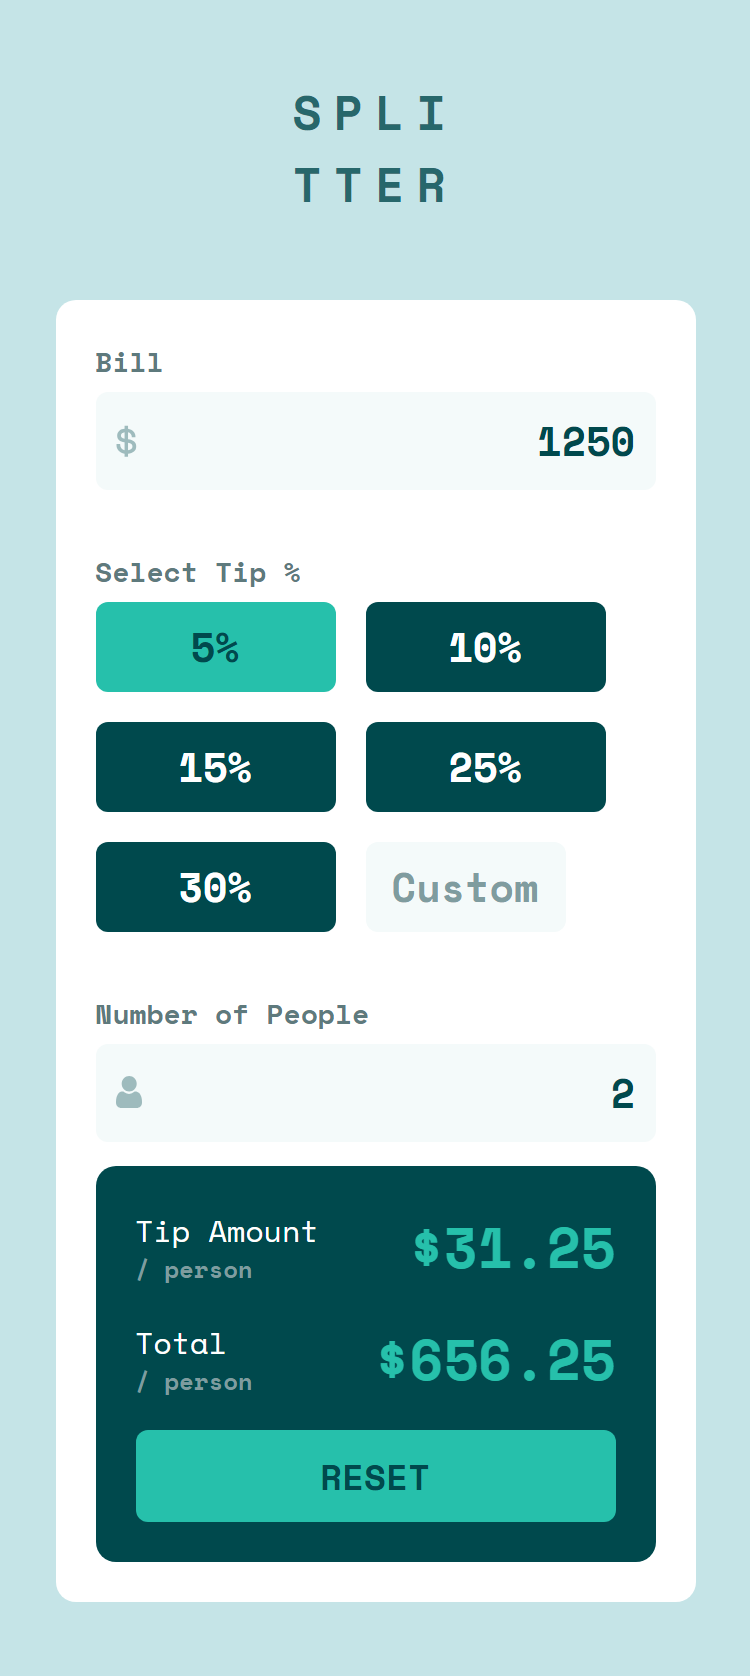 SPLI
TTER
Bill
$ 1250
Select Tip %
5% 10%
15% 25%
30% Custom
Number of People
2
Tip Amount
/ person
$31.25
Total
/ person
$656.25
RESET